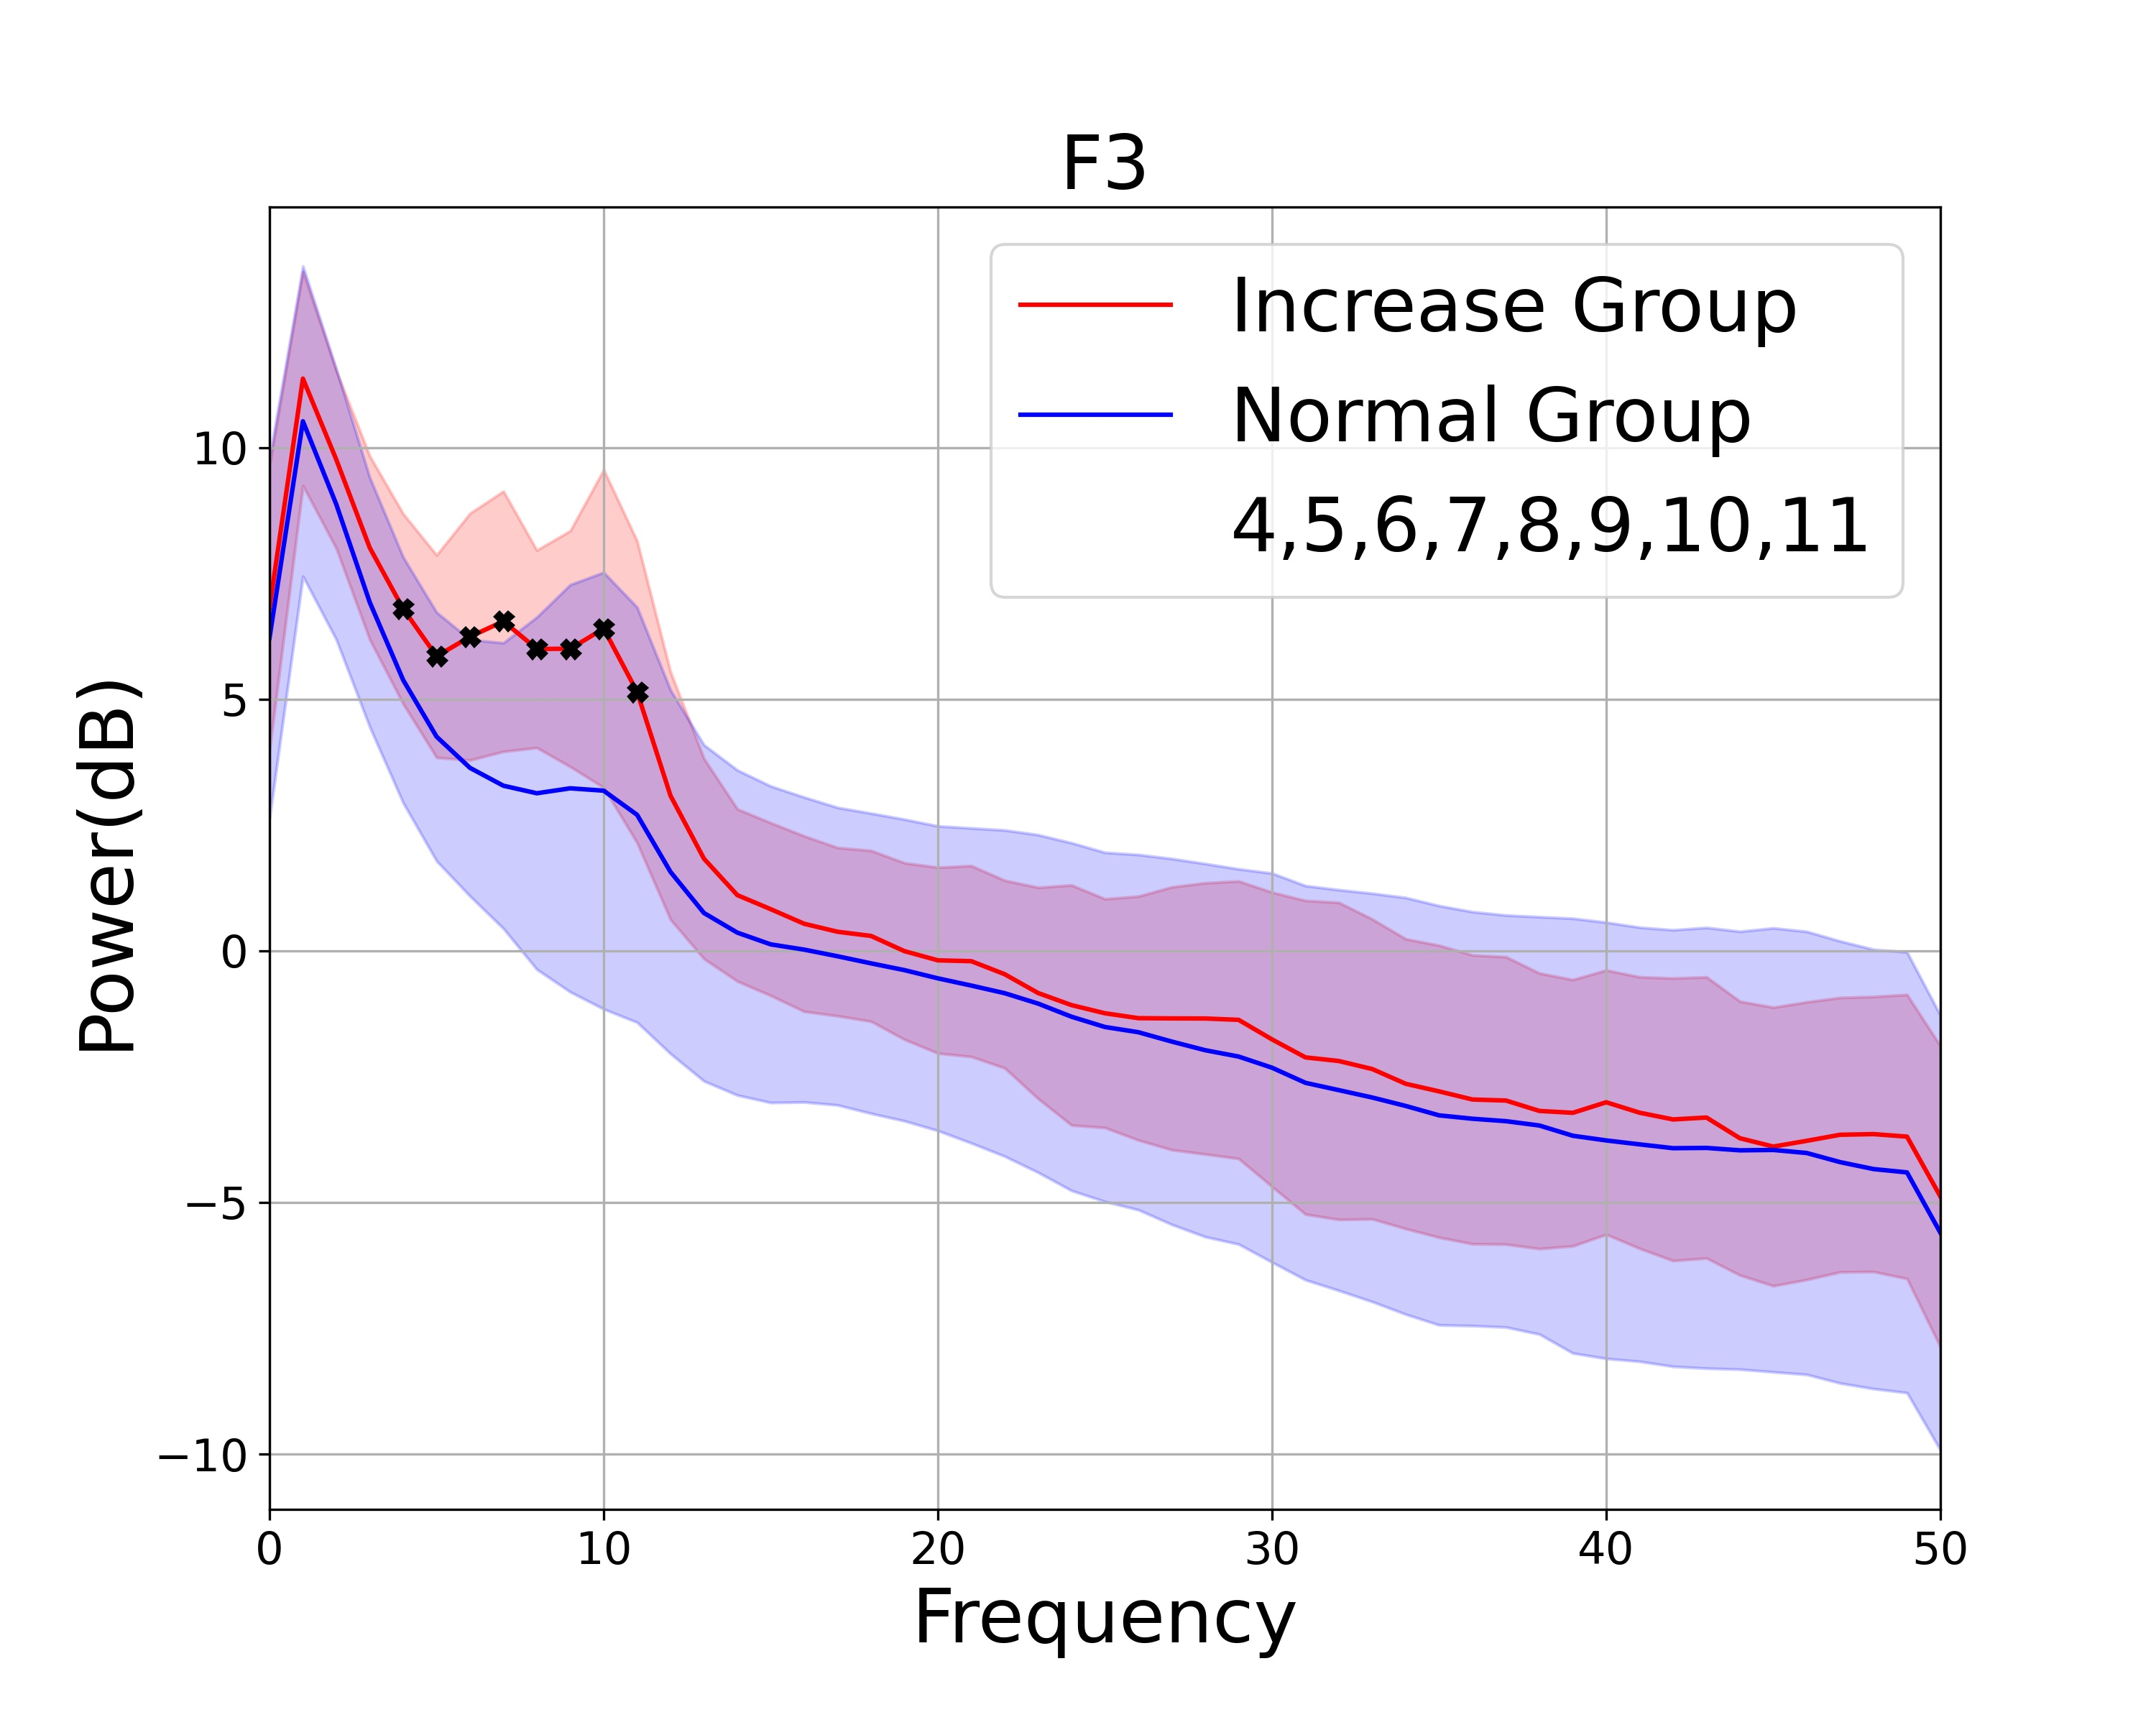 F3
Increase Group
Normal Group
4,5,6,7,8,9,10,11
Power(dB)
10
5
0
−5
−10
0 10 20 30 40 50
Frequency